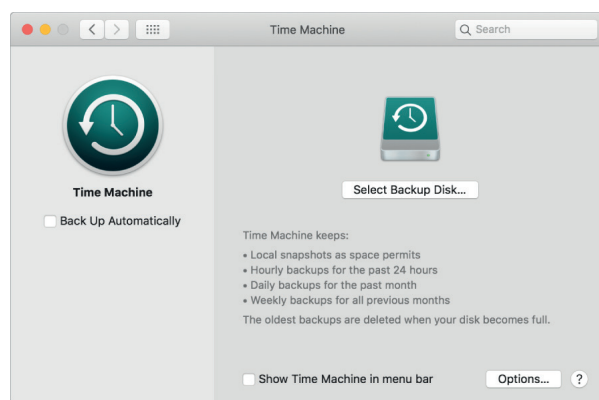 Time Machine
Search
Time Machine
Back Up Automatically
Select Backup Disk...
Time Machine keeps:
• Local snapshots as space permits
• Hourly backups for the past 24 hours
• Daily backups for the past month
• Weekly backups for all previous months
The oldest backups are deleted when your disk becomes full.
Show Time Machine in menu bar
Options...
?